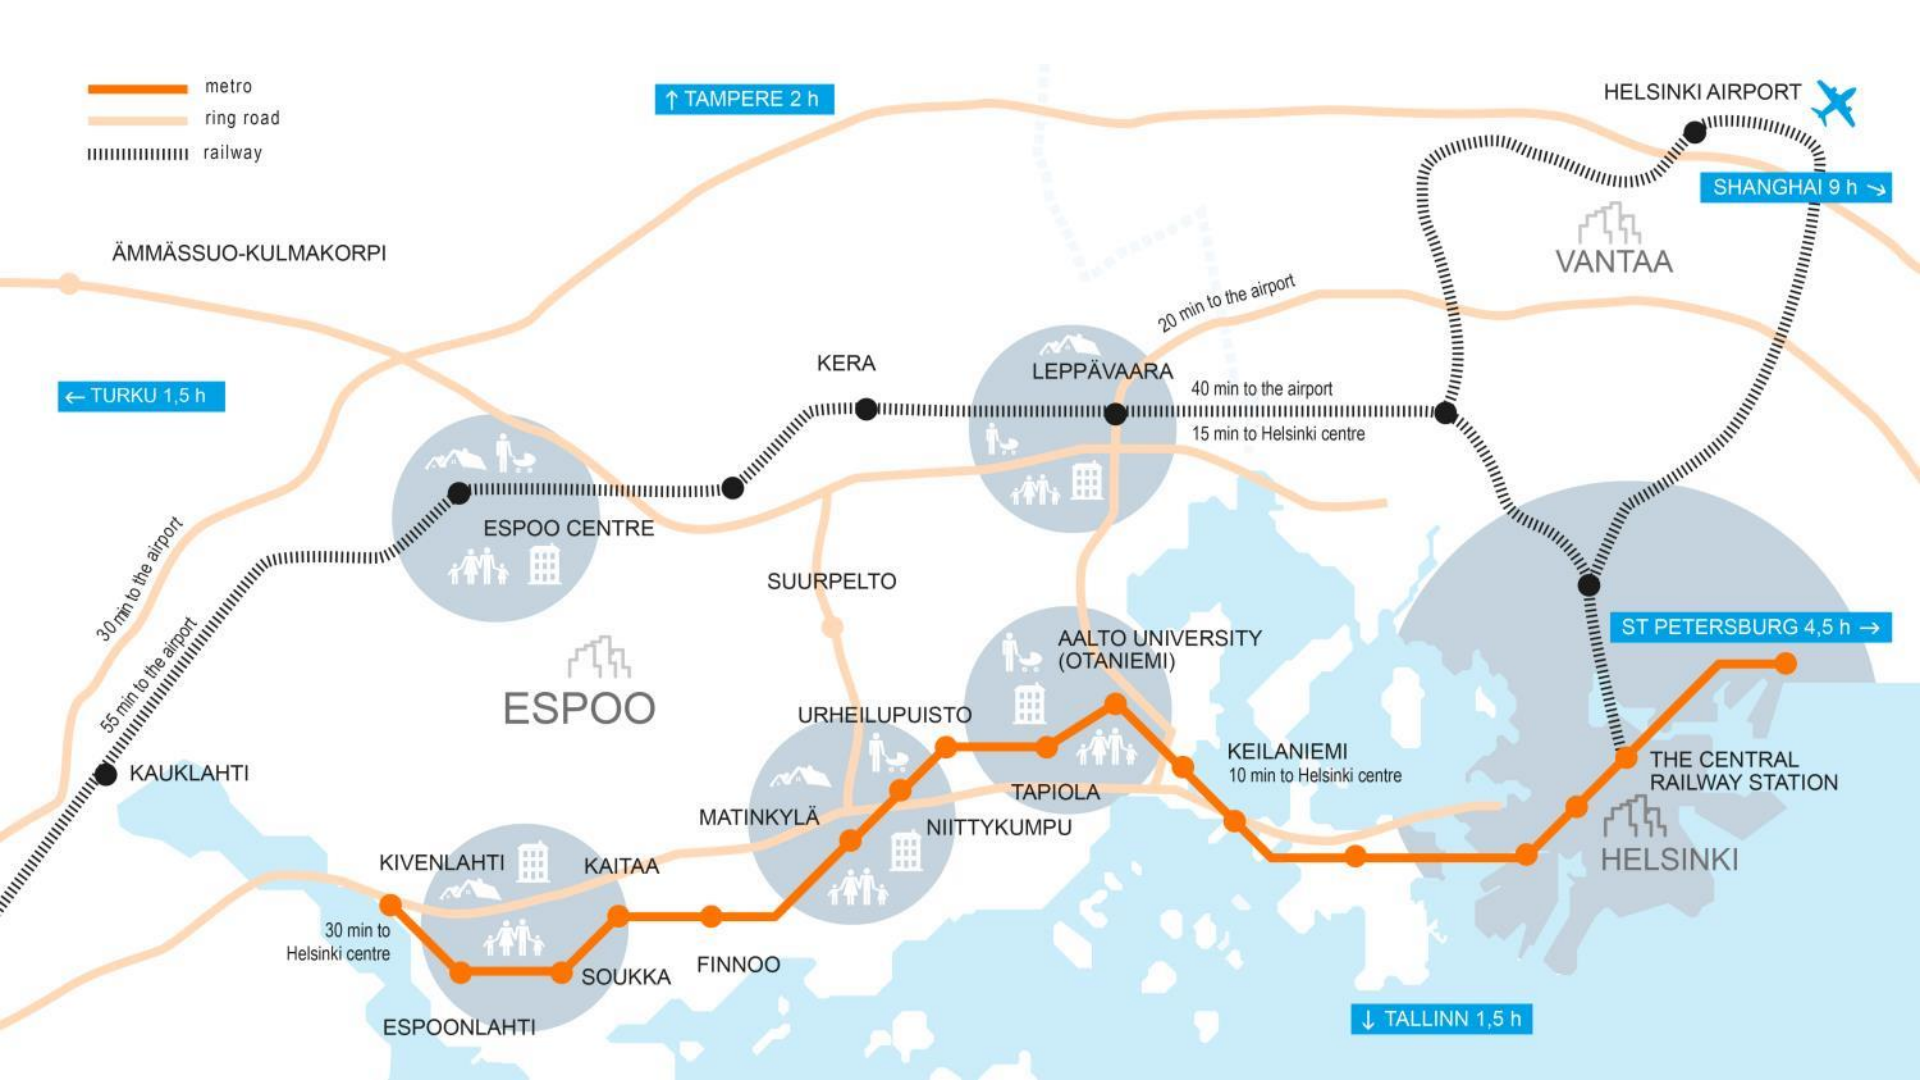 metro
ring road
railway
↑ TAMPERE 2 h
HELSINKI AIRPORT
SHANGHAI 9 h →
VANTAA
ÄMMÄSSUO-KULMAKORPI
20 min to the airport
KERA
LEPPÄVAARA
← TURKU 1,5 h
40 min to the airport
15 min to Helsinki centre
ESPOO CENTRE
30 min to the airport
SUURPELTO
ST PETERSBURG 4,5 h →
55 min to the airport
AALTO UNIVERSITY
(OTANIEMI)
ESPOO
URHEILUPUISTO
KEILANIEMI
10 min to Helsinki centre
THE CENTRAL
RAILWAY STATION
KAUKLAHTI
TAPIOLA
MATINKYLÄ
NIITTYKUMPU
HELSINKI
KIVENLAHTI
KAITAA
30 min to
Helsinki centre
FINNOO
SOUKKA
ESPOONLAHTI
↓ TALLINN 1,5 h